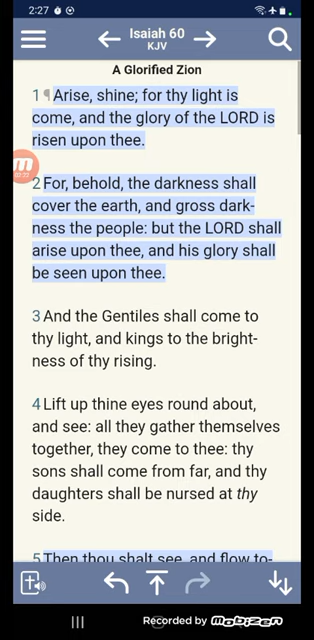 2:27
Isaiah 60
KJV
A Glorified Zion
1 ¶ Arise, shine; for thy light is
come, and the glory of the LORD is
risen upon thee.
2 For, behold, the darkness shall
cover the earth, and gross dark-
ness the people: but the LORD shall
arise upon thee, and his glory shall
be seen upon thee.
3 And the Gentiles shall come to
thy light, and kings to the bright-
ness of thy rising.
4 Lift up thine eyes round about,
and see: all they gather themselves
together, they come to thee: thy
sons shall come from far, and thy
daughters shall be nursed at thy
side.
5 Then thou shalt see, and flow to-
Recorded by mobizen